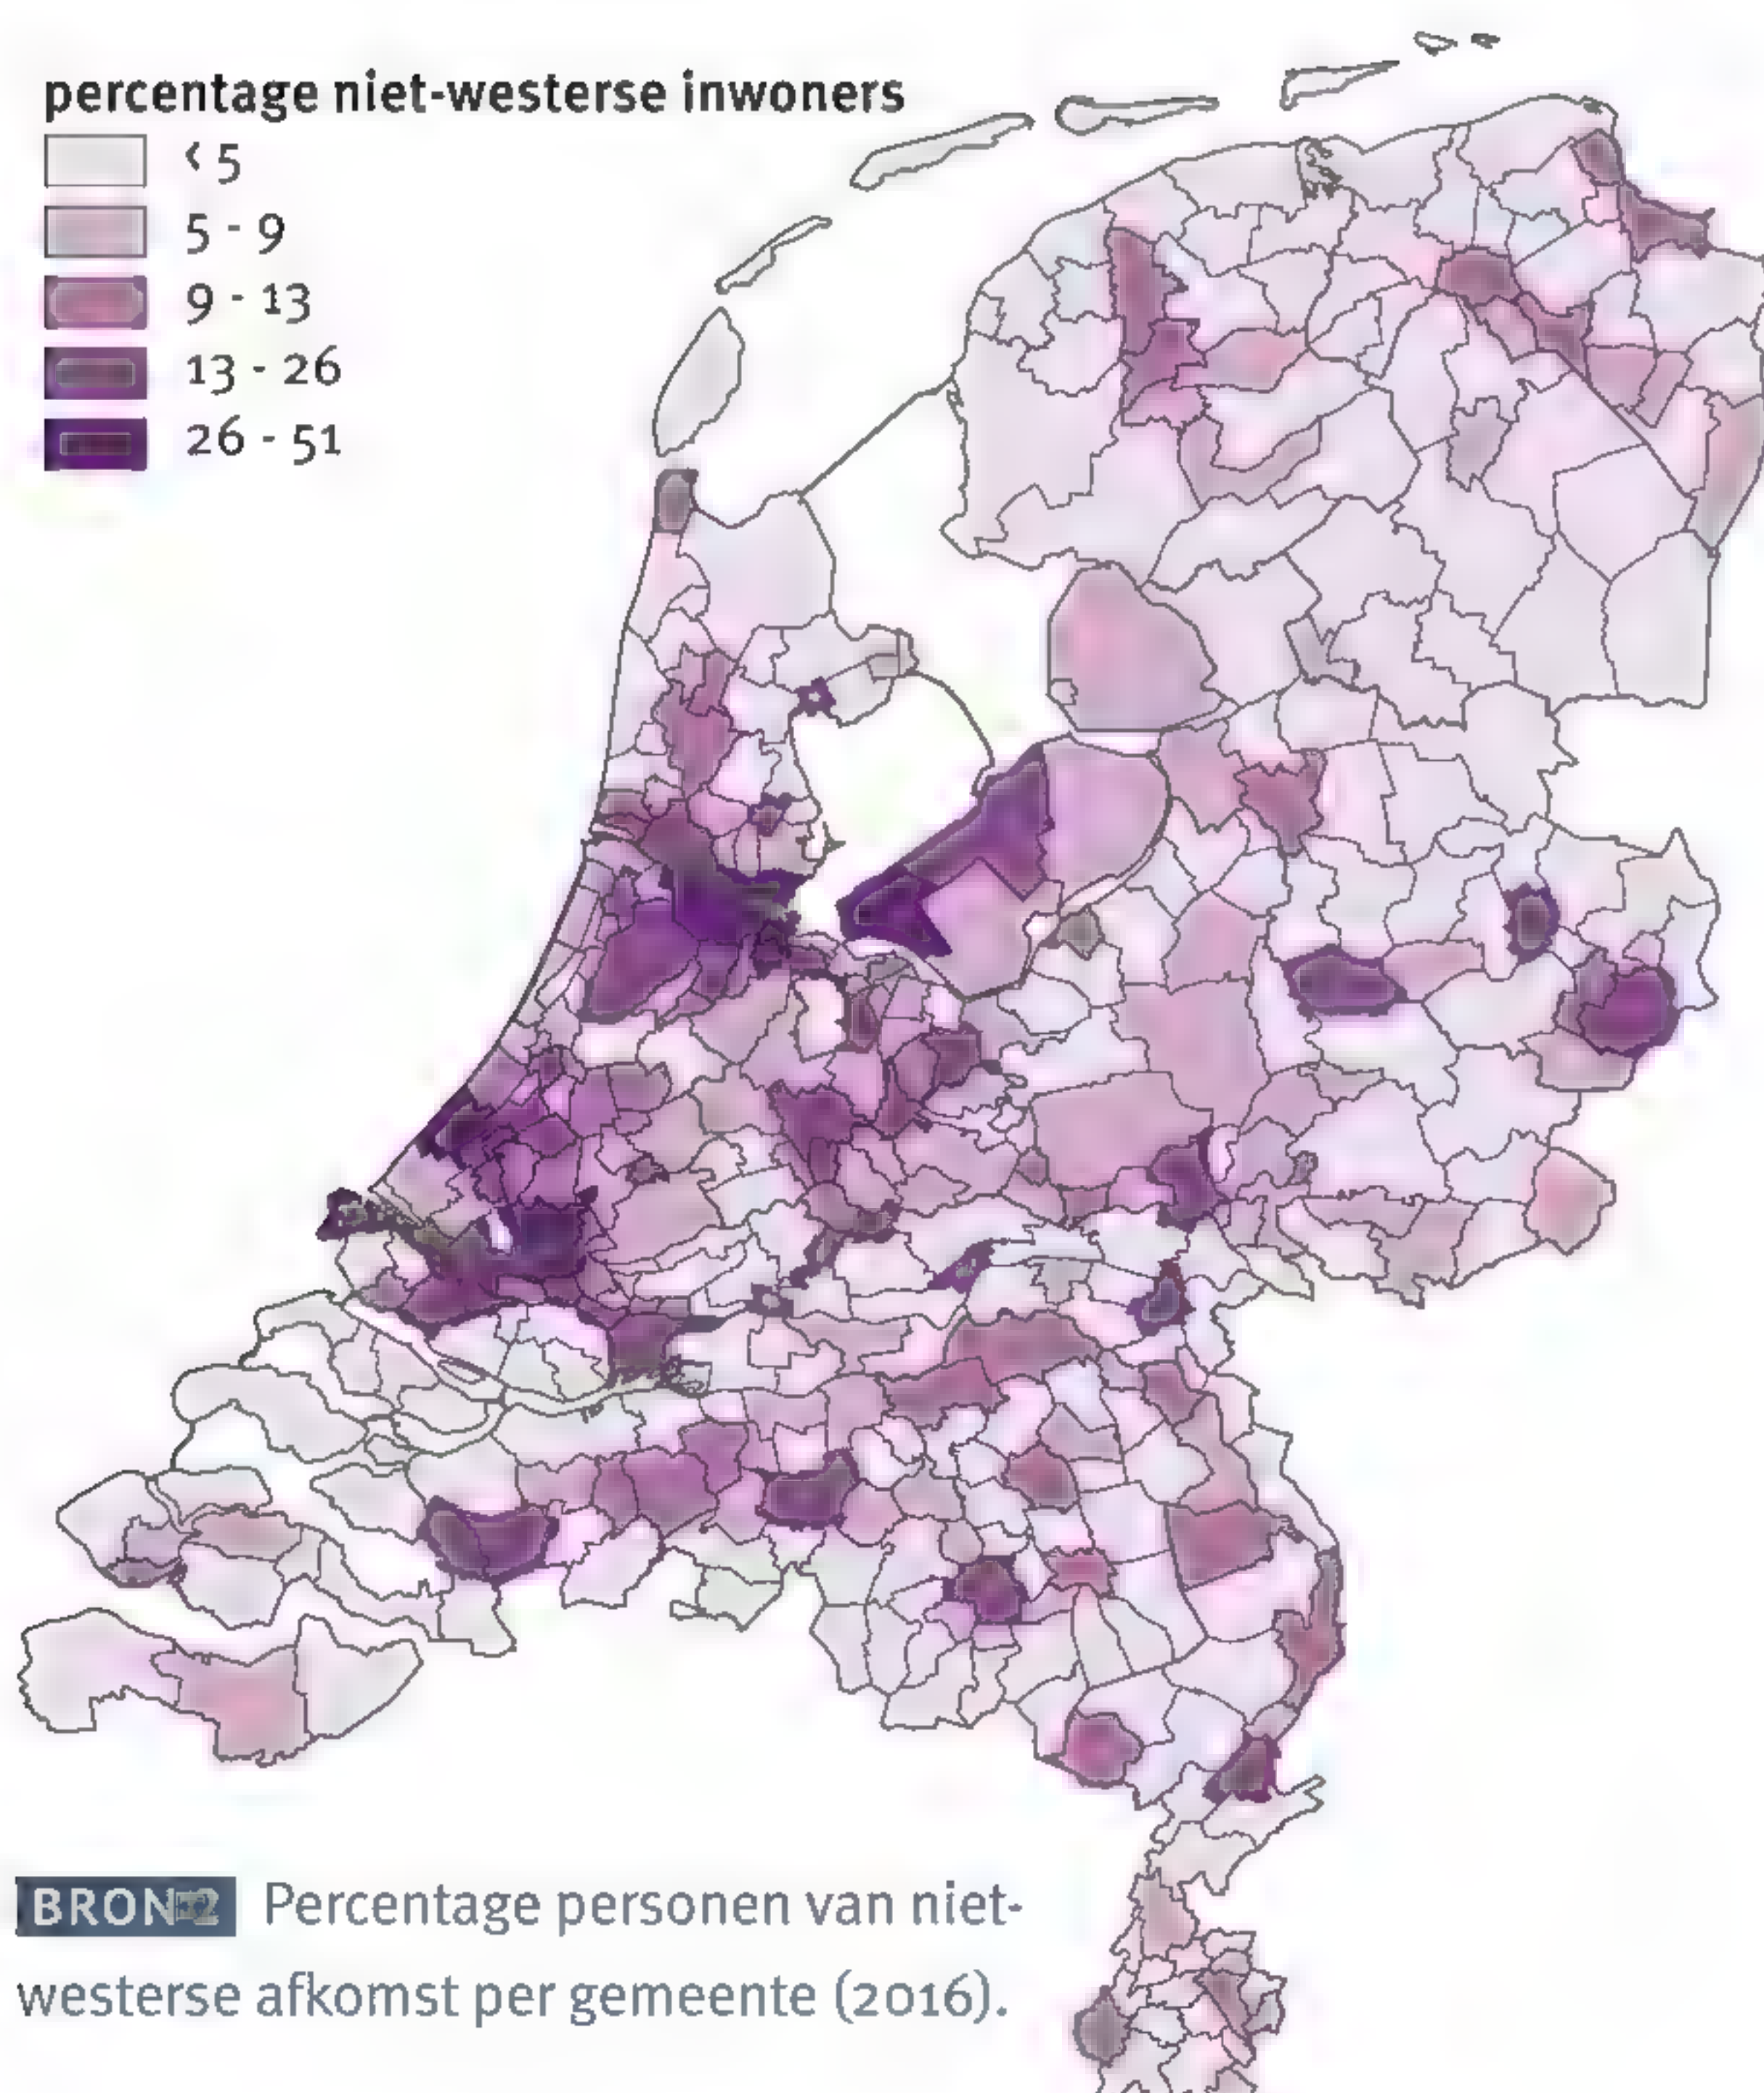 percentage niet-westerse inwoners
< 5
5 - 9
9 - 13
13 - 26
26 - 51
BRON 2 Percentage personen van niet-
westerse afkomst per gemeente (2016).